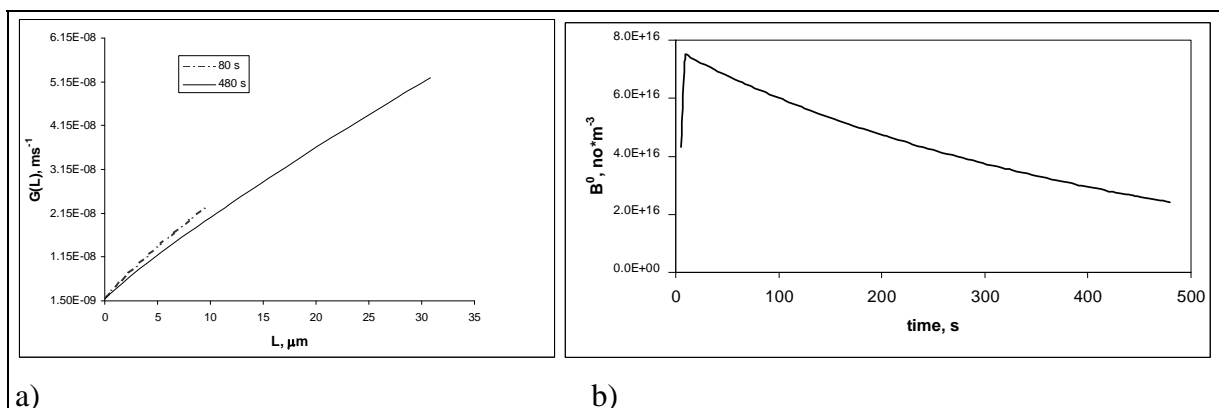 6.15E-08
5.15E-08
4.15E-08
3.15E-08
2.15E-08
1.15E-08
1.50E-09
G(L), ms⁻¹
80 s
480 s
0 5 10 15 20 25 30 35
L, μm
8.0E+16
6.0E+16
4.0E+16
2.0E+16
0.0E+00
B⁰, no*m⁻³
0 100 200 300 400 500
time, s
a) b)